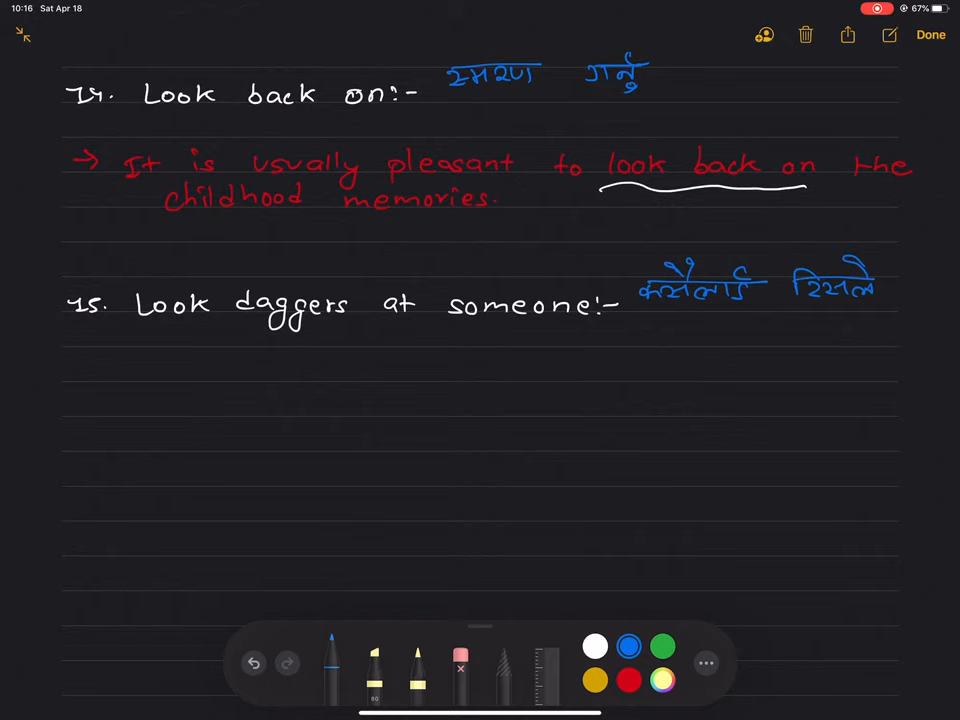 10:16 Sat Apr 18
67%
Done
14. Look back on:- स्मरण गर्नु
→ It is usually pleasant to look back on the
childhood memories.
15. Look daggers at someone:- कसैलाई रिसले
80